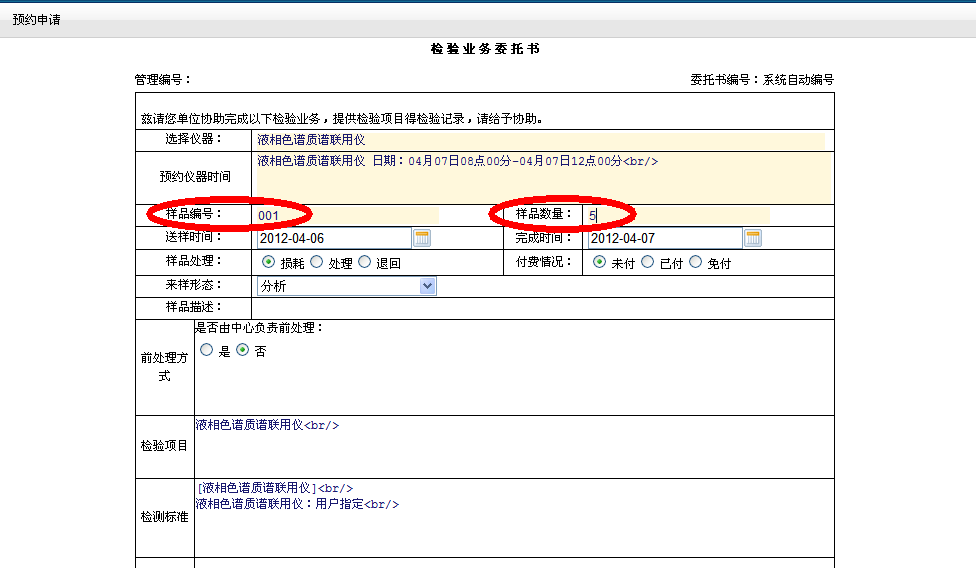 预约申请
检验业务委托书
管理编号： 委托书编号：系统自动编号
兹请您单位协助完成以下检验业务，提供检验项目得检验记录，请给予协助。
选择仪器： 液相色谱质谱联用仪
预约仪器时间 液相色谱质谱联用仪 日期：04月07日08点00分-04月07日12点00分<br/>
样品编号： 001 样品数量： 5
送样时间： 2012-04-06 完成时间： 2012-04-07
样品处理： 损耗 处理 退回 付费情况： 未付 已付 免付
来样形态： 分析
样品描述：
是否由中心负责前处理：
前处理方
式
是 否
检验项目 液相色谱质谱联用仪<br/>
检测标准 [液相色谱质谱联用仪]<br/>
液相色谱质谱联用仪：用户指定<br/>